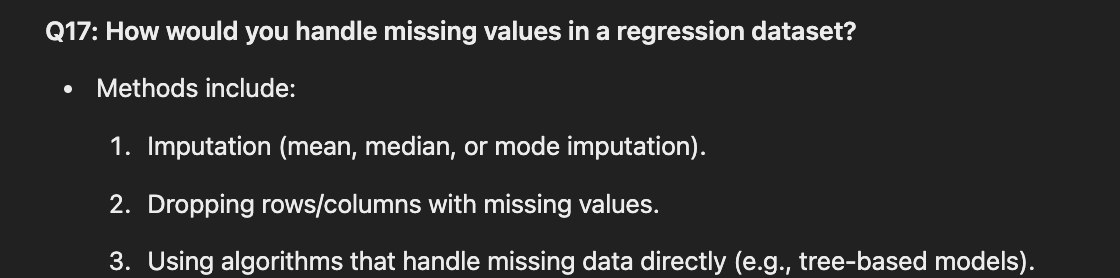 Q17: How would you handle missing values in a regression dataset?
• Methods include:
1. Imputation (mean, median, or mode imputation).
2. Dropping rows/columns with missing values.
3. Using algorithms that handle missing data directly (e.g., tree-based models).